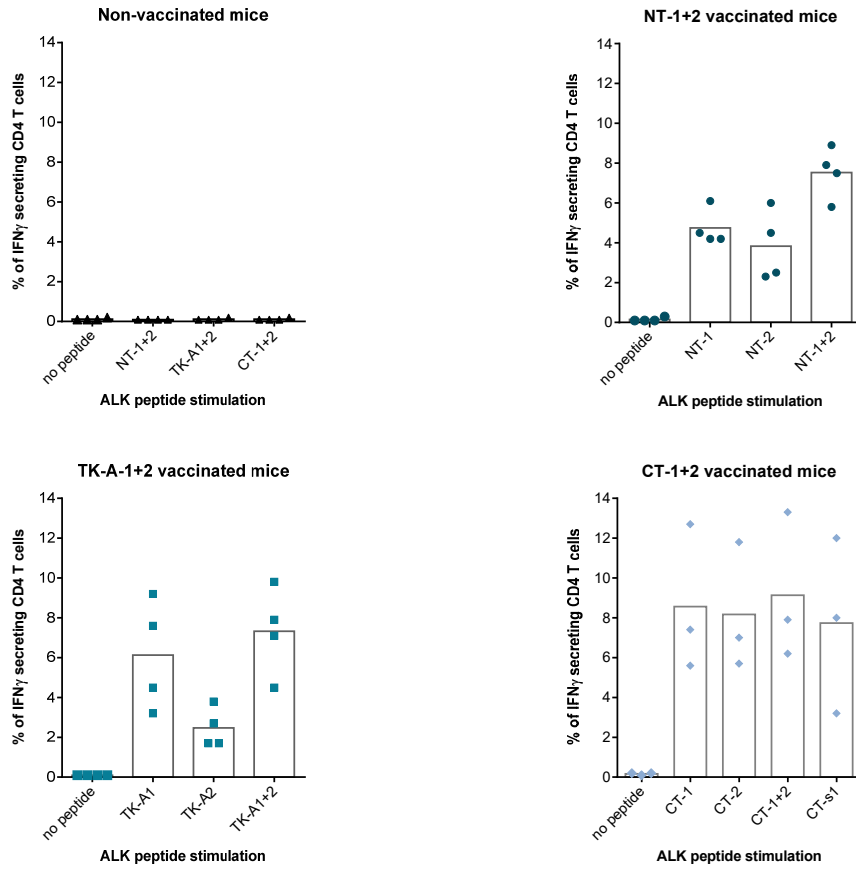 Non-vaccinated mice
% of IFNγ secreting CD4 T cells
14
12
10
8
6
4
2
0
no peptide
NT-1+2
TK-A1+2
CT-1+2
ALK peptide stimulation
NT-1+2 vaccinated mice
% of IFNγ secreting CD4 T cells
14
12
10
8
6
4
2
0
no peptide
NT-1
NT-2
NT-1+2
ALK peptide stimulation
TK-A-1+2 vaccinated mice
% of IFNγ secreting CD4 T cells
14
12
10
8
6
4
2
0
no peptide
TK-A1
TK-A2
TK-A1+2
ALK peptide stimulation
CT-1+2 vaccinated mice
% of IFNγ secreting CD4 T cells
14
12
10
8
6
4
2
0
no peptide
CT-1
CT-2
CT-1+2
CT-s1
ALK peptide stimulation